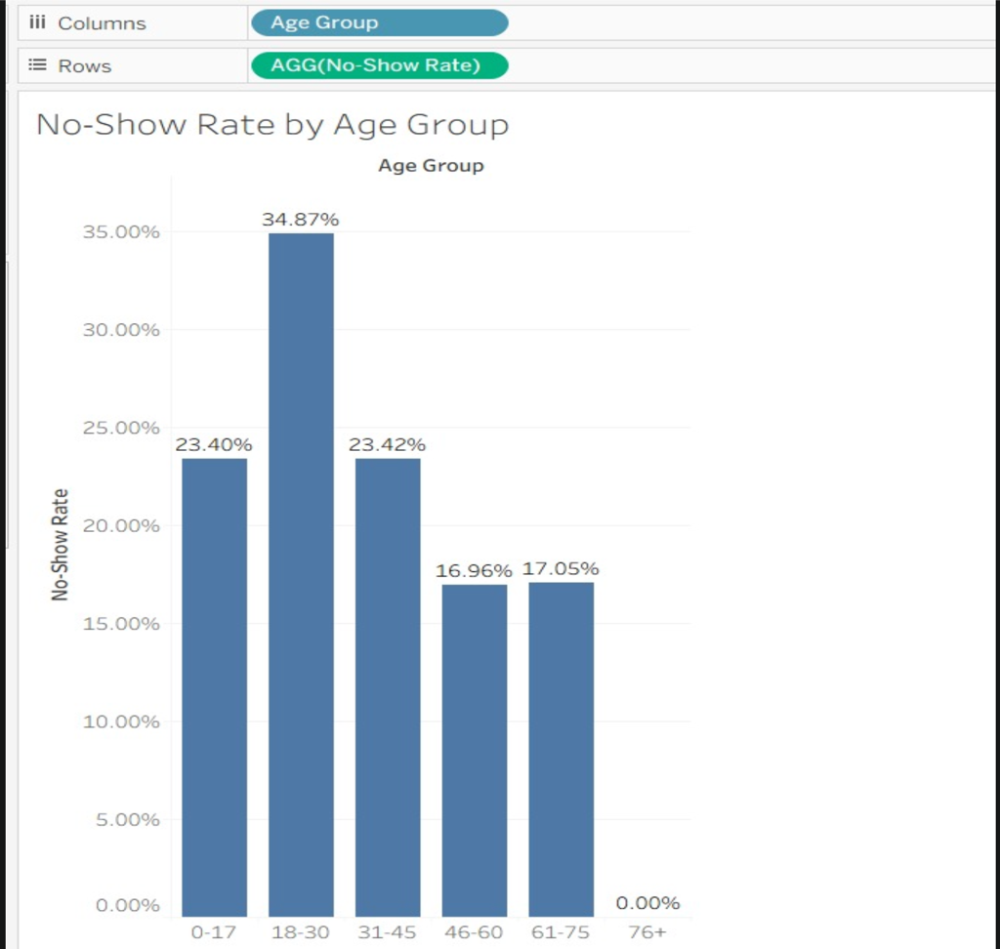 Columns Age Group
Rows AGG(No-Show Rate)
No-Show Rate by Age Group
Age Group
34.87%
35.00%
30.00%
25.00%
23.40% 23.42%
20.00%
No-Show Rate
16.96% 17.05%
15.00%
10.00%
5.00%
0.00% 0.00%
0-17 18-30 31-45 46-60 61-75 76+